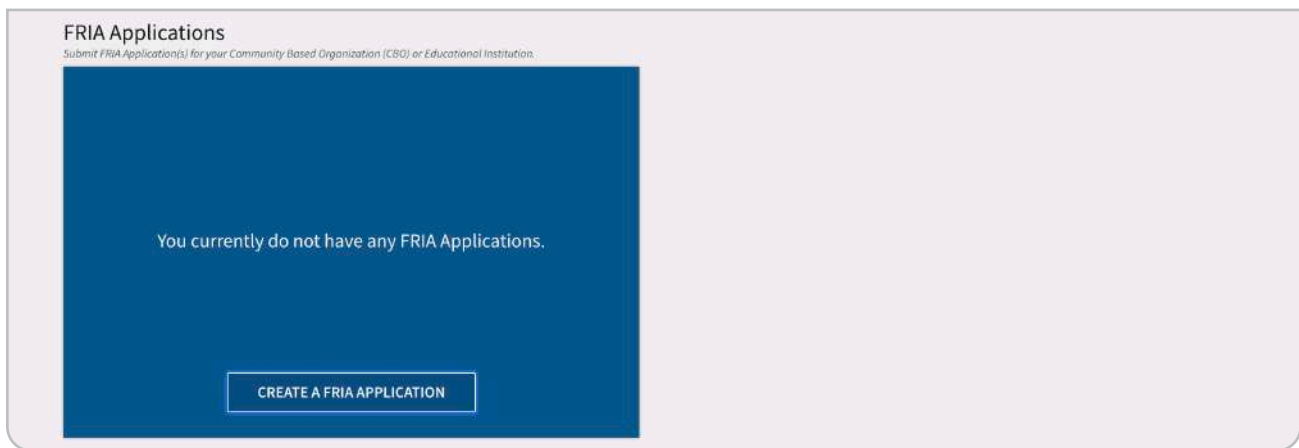 FRIA Applications
Submit FRIA Application(s) for your Community Based Organization (CBO) or Educational Institution.
You currently do not have any FRIA Applications.
CREATE A FRIA APPLICATION